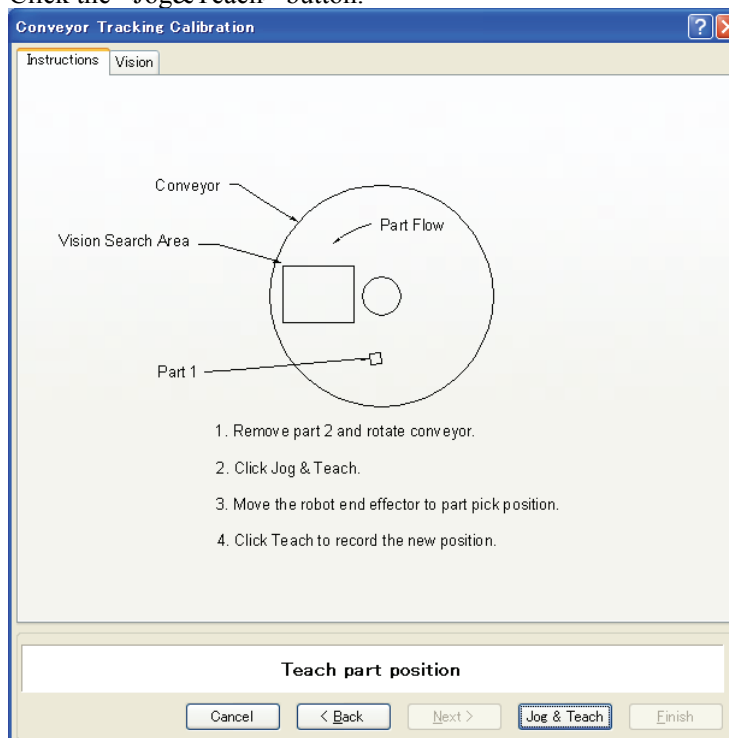 Click the "Jog&Teach" button.
Conveyor Tracking Calibration
Instructions
Vision
Conveyor
Part Flow
Vision Search Area
Part 1
1. Remove part 2 and rotate conveyor.
2. Click Jog & Teach.
3. Move the robot end effector to part pick position.
4. Click Teach to record the new position.
Teach part position
Cancel
< Back
Next >
Jog & Teach
Finish